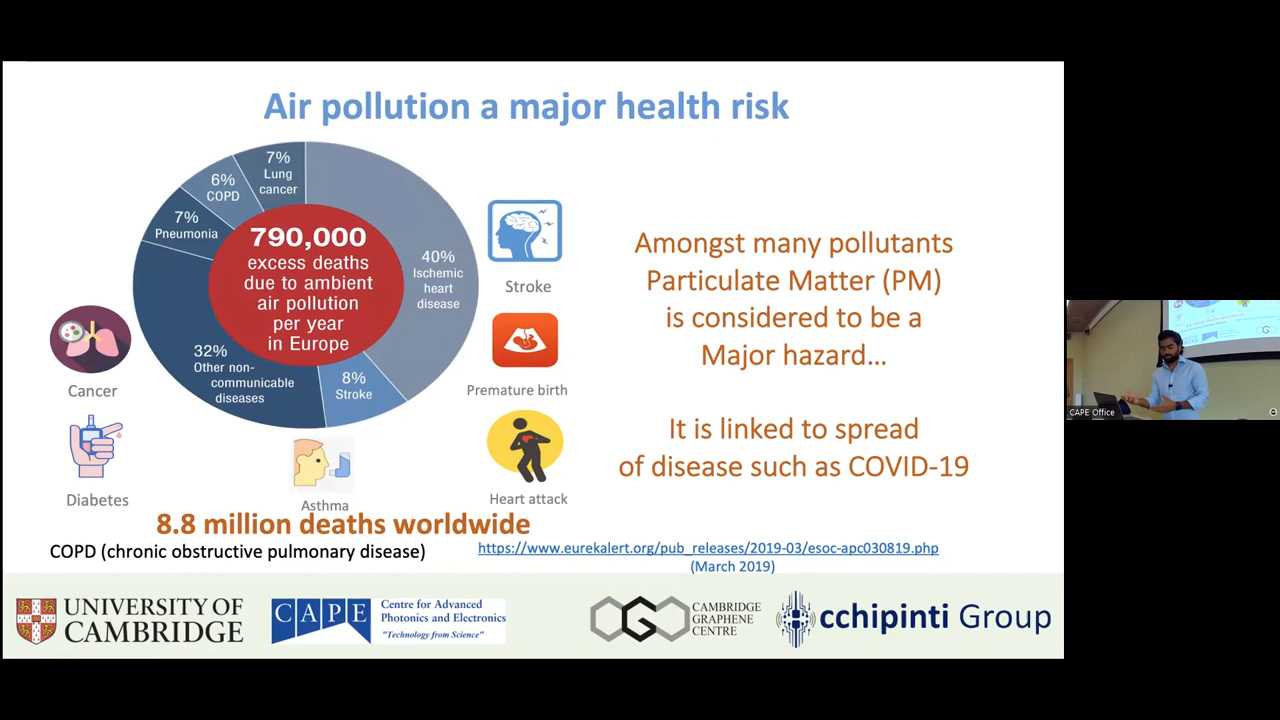 Air pollution a major health risk
7%
Lung
cancer
6%
COPD
7%
Pneumonia
790,000
excess deaths
due to ambient
air pollution
per year
in Europe
40%
Ischemic
heart
disease
32%
Other non-
communicable
diseases
8%
Stroke
Stroke
Cancer
Premature birth
Diabetes
Asthma
Heart attack
8.8 million deaths worldwide
COPD (chronic obstructive pulmonary disease)
Amongst many pollutants
Particulate Matter (PM)
is considered to be a
Major hazard...
It is linked to spread
of disease such as COVID-19
https://www.eurekalert.org/pub_releases/2019-03/esoc-apc030819.php
(March 2019)
UNIVERSITY OF
CAMBRIDGE
CAPE
Centre for Advanced
Photonics and Electronics
"Technology from Science"
CAMBRIDGE
GRAPHENE
CENTRE
cchipinti Group
CAPE Office